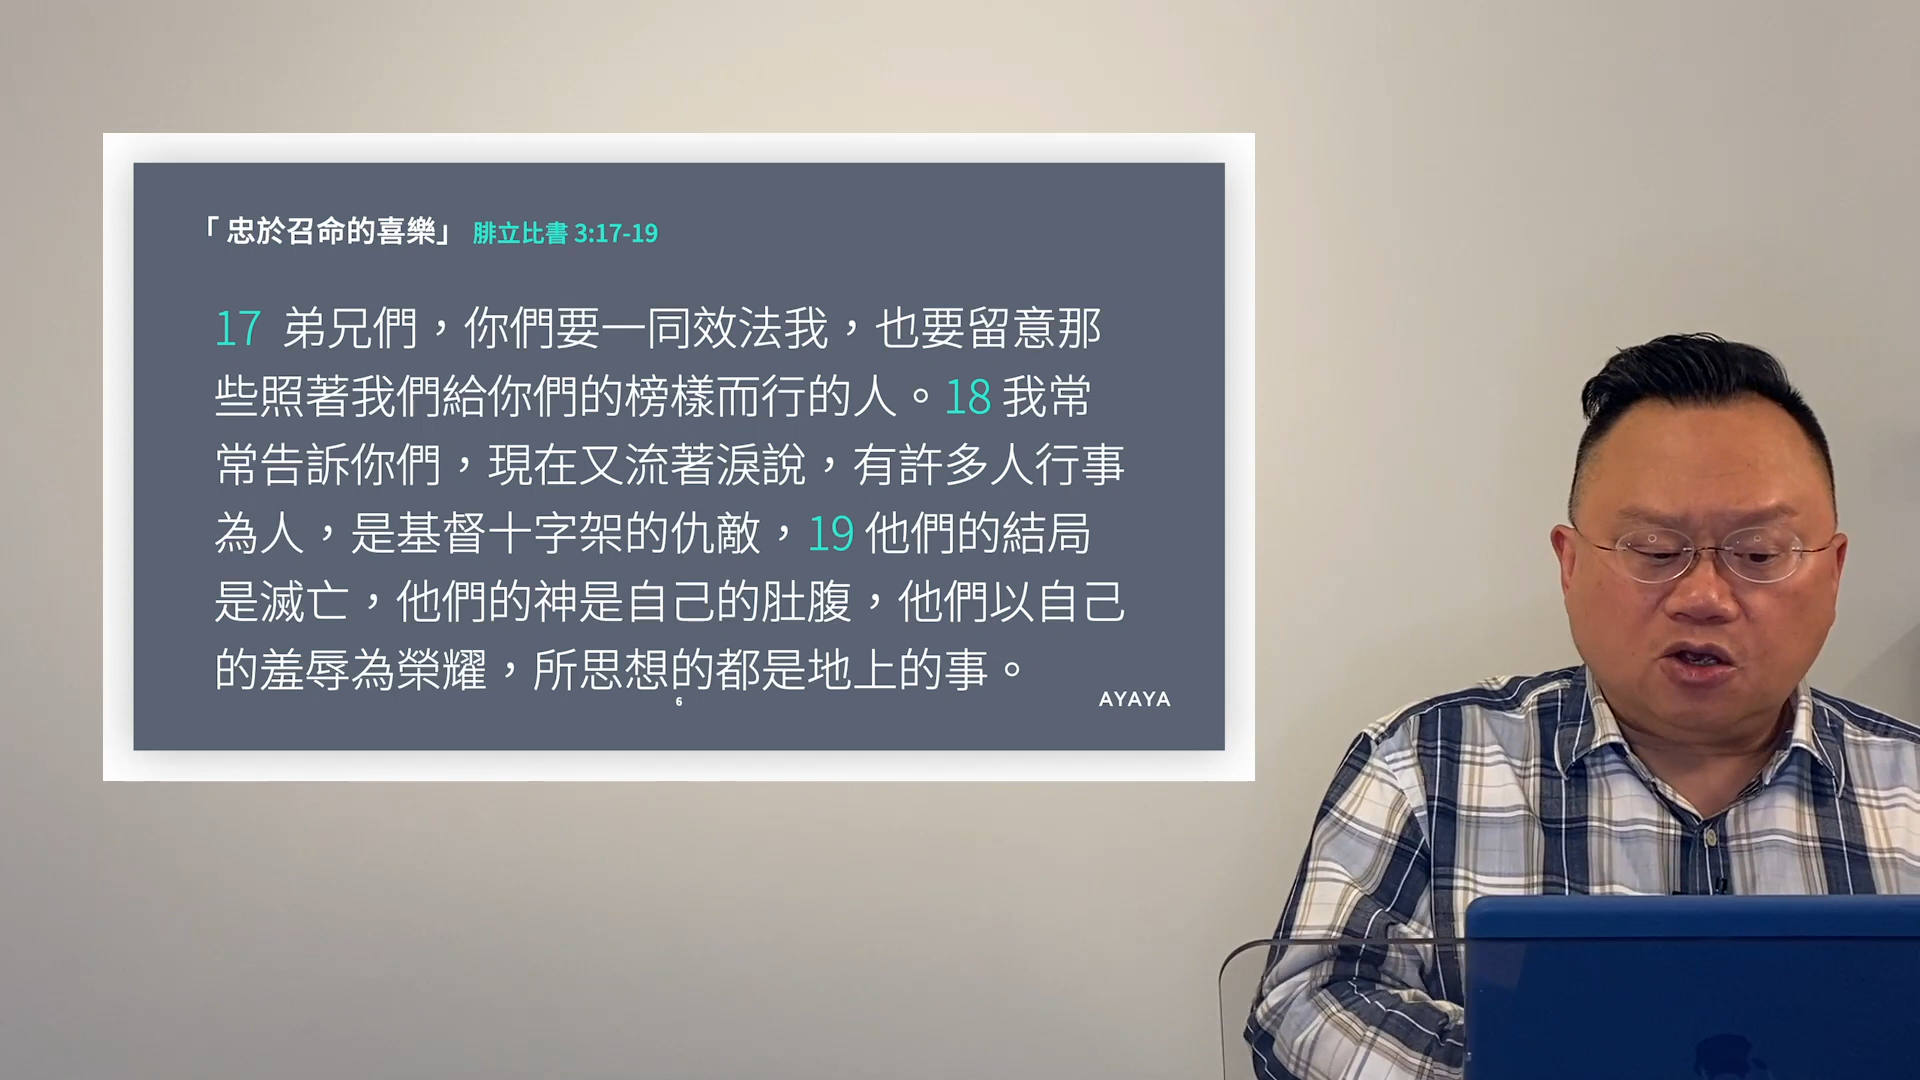 「 忠於召命的喜樂」 腓立比書 3:17-19
17 弟兄們，你們要一同效法我，也要留意那
些照著我們給你們的榜樣而行的人。18 我常
常告訴你們，現在又流著淚說，有許多人行事
為人，是基督十字架的仇敵，19 他們的結局
是滅亡，他們的神是自己的肚腹，他們以自己
的羞辱為榮耀，所思想的都是地上的事。
6
AYAYA